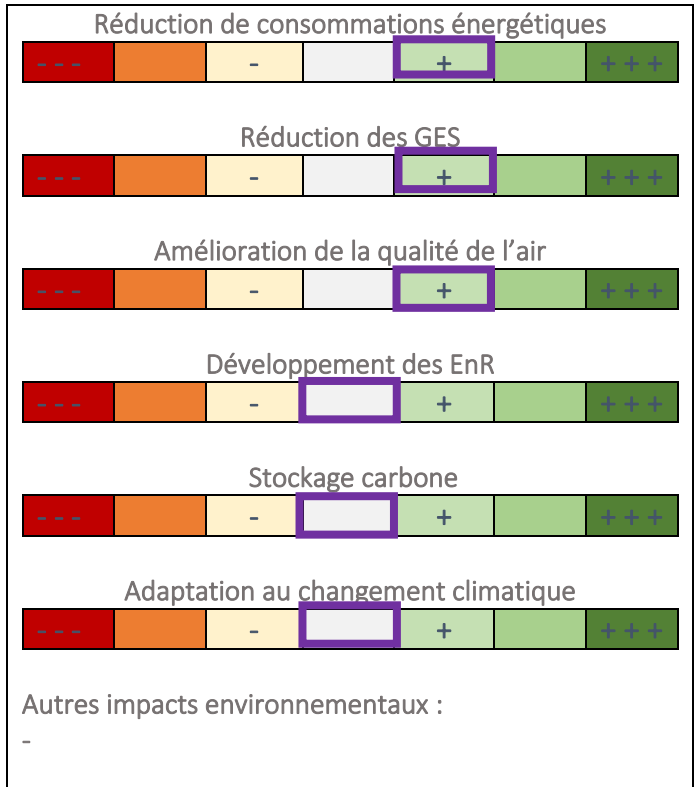 Réduction de consommations énergétiques
- - - - + + + +
Réduction des GES
- - - - + + + +
Amélioration de la qualité de l’air
- - - - + + + +
Développement des EnR
- - - - + + + +
Stockage carbone
- - - - + + + +
Adaptation au changement climatique
- - - - + + + +
Autres impacts environnementaux :
-